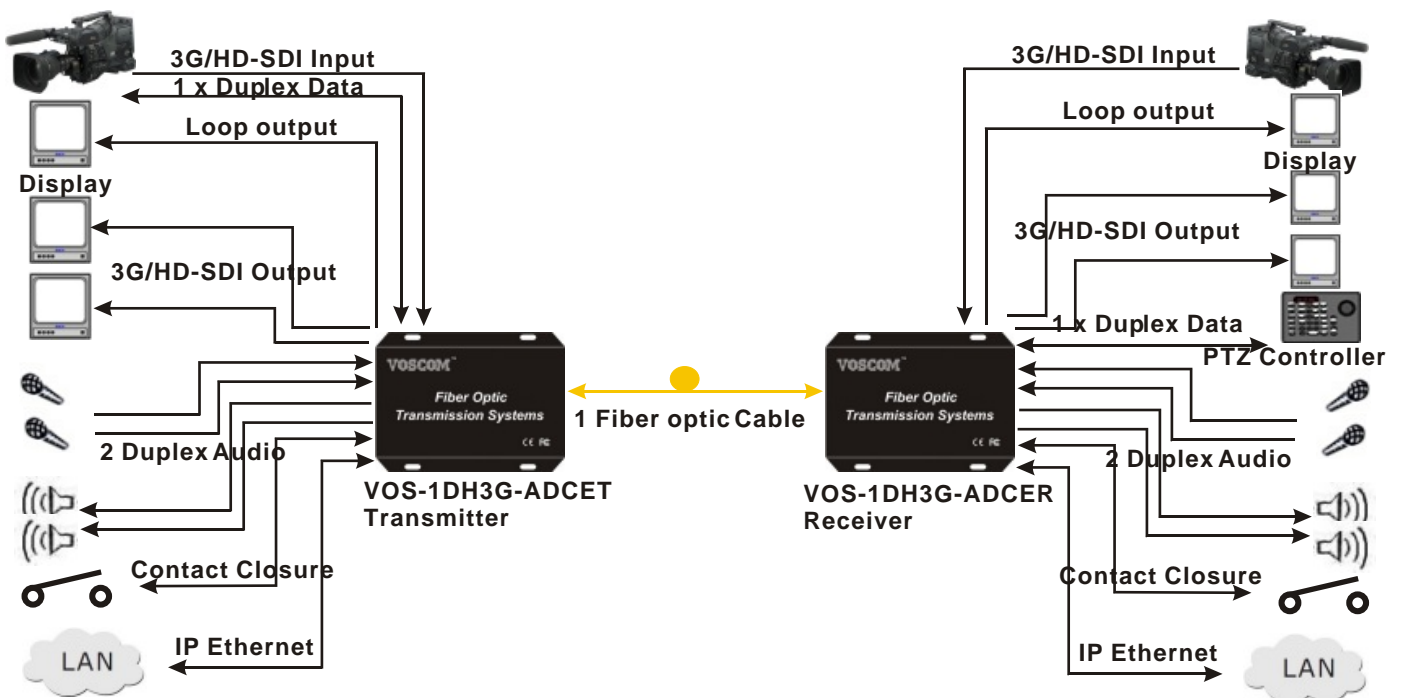 3G/HD-SDI Input
1 x Duplex Data
Loop output
Display
3G/HD-SDI Output
2 Duplex Audio
Contact Closure
IP Ethernet
LAN
VOSCOM™
Fiber Optic
Transmission Systems
CE FC
VOS-1DH3G-ADCET
Transmitter
1 Fiber optic Cable
3G/HD-SDI Input
Loop output
Display
3G/HD-SDI Output
1 x Duplex Data
PTZ Controller
VOSCOM™
Fiber Optic
Transmission Systems
CE FC
VOS-1DH3G-ADCER
Receiver
2 Duplex Audio
Contact Closure
IP Ethernet
LAN